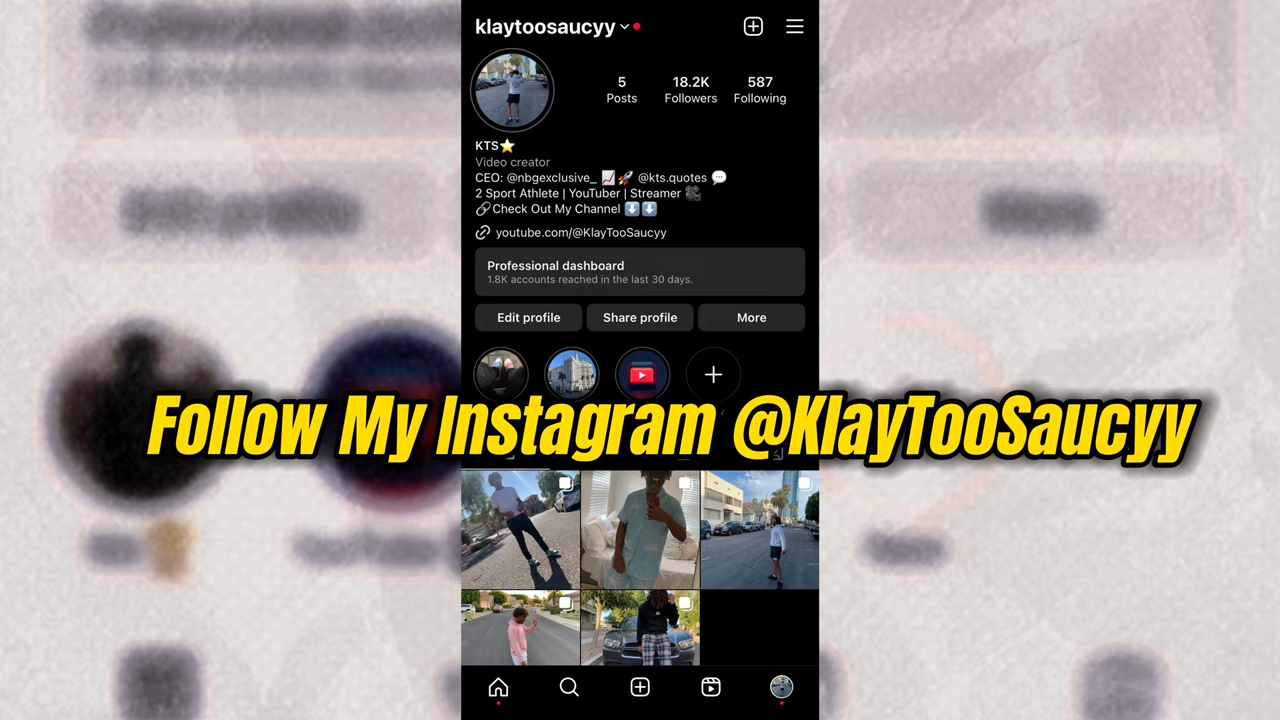 klaytoosaucyy
5 18.2K 587
Posts Followers Following
KTS⭐
Video creator
CEO: @nbgexclusive_ 📈🚀 @kts.quotes 💬
2 Sport Athlete | YouTuber | Streamer 🎥
🔗Check Out My Channel ⬇️⬇️
youtube.com/@KlayTooSaucyy
Professional dashboard
1.8K accounts reached in the last 30 days.
Edit profile Share profile More
Follow My Instagram @KlayTooSaucyy